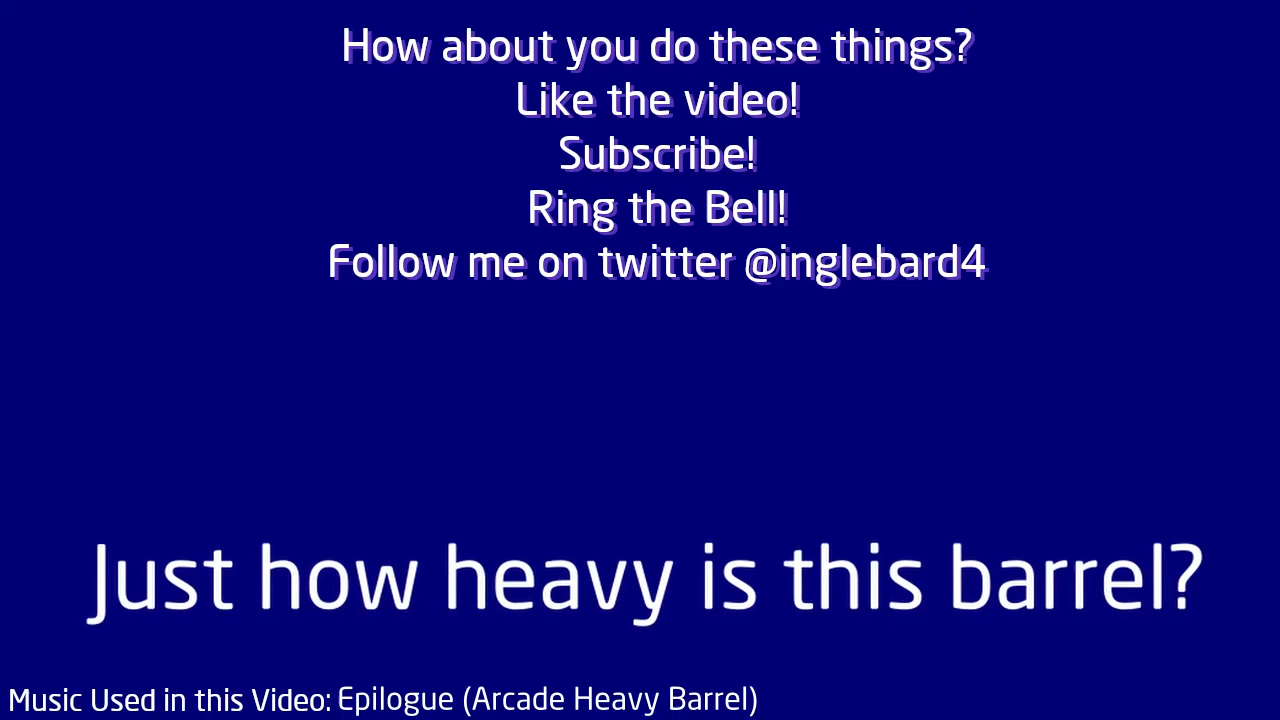 How about you do these things?
Like the video!
Subscribe!
Ring the Bell!
Follow me on twitter @inglebard4
Just how heavy is this barrel?
Music Used in this Video: Epilogue (Arcade Heavy Barrel)